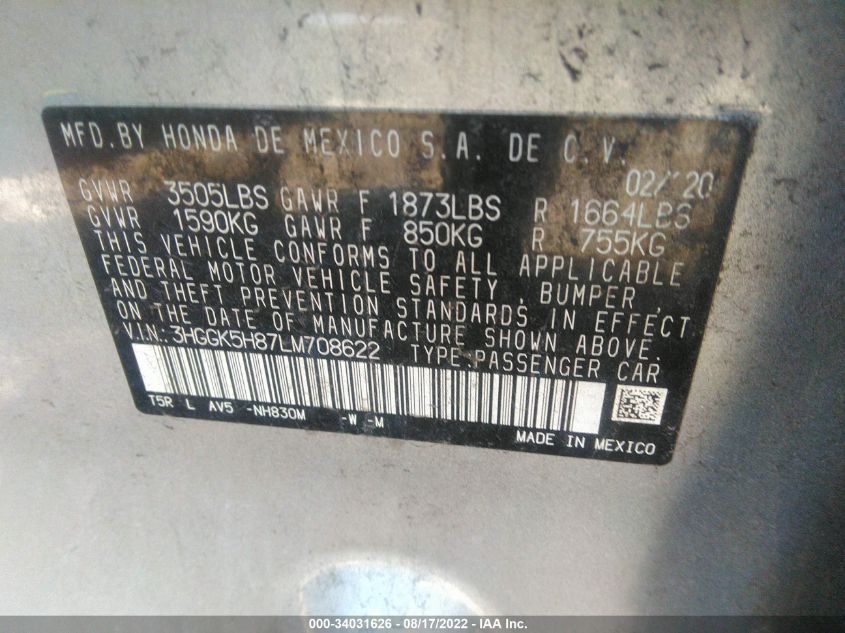 MFD.BY HONDA DE MEXICO S.A. DE C.V.
02/'20
GVWR 3505LBS GAWR F 1873LBS R 1664LBS
GVWR 1590KG GAWR F 850KG R 755KG
THIS VEHICLE CONFORMS TO ALL APPLICABLE
FEDERAL MOTOR VEHICLE SAFETY, BUMPER,
AND THEFT PREVENTION STANDARDS IN EFFECT
ON THE DATE OF MANUFACTURE SHOWN ABOVE.
V.I.N.: 3HGGK5H87LM708622 TYPE:PASSENGER CAR
T5R L AV5 -NH830M -W -M
MADE IN MEXICO
000-34031626 - 08/17/2022 - IAA Inc.